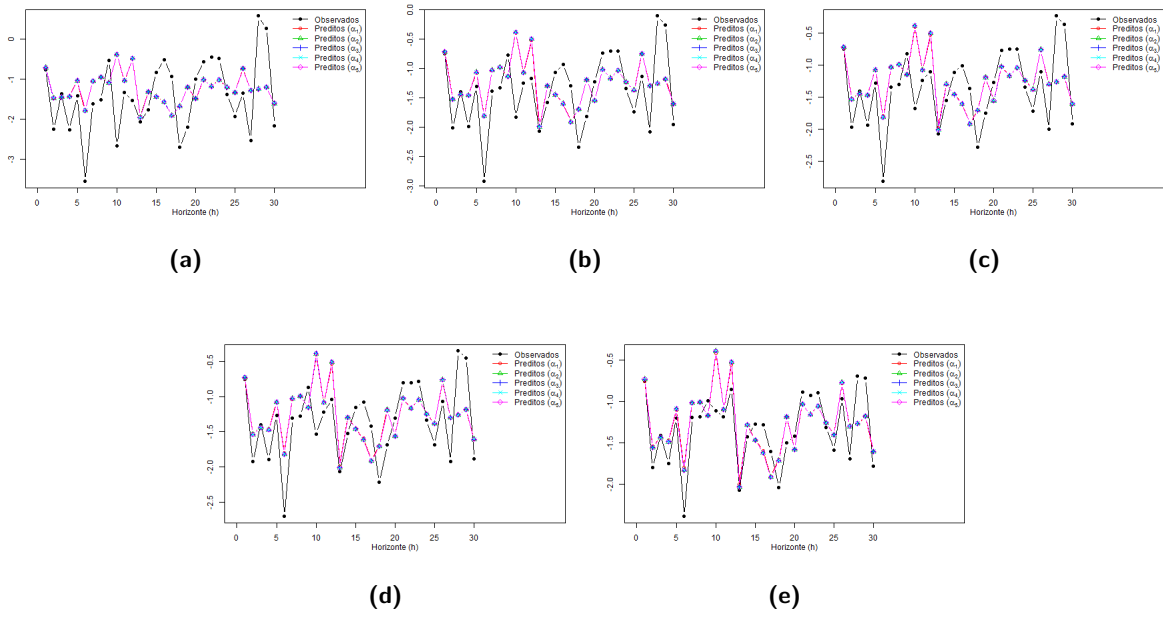 Observados
Preditos (α₁)
Preditos (α₂)
Preditos (α₃)
Preditos (α₄)
Preditos (α₅)
0
-1
-2
-3
0 5 10 15 20 25 30
Horizonte (h)
(a)
Observados
Preditos (α₁)
Preditos (α₂)
Preditos (α₃)
Preditos (α₄)
Preditos (α₅)
0.0
-0.5
-1.0
-1.5
-2.0
-2.5
-3.0
0 5 10 15 20 25 30
Horizonte (h)
(b)
Observados
Preditos (α₁)
Preditos (α₂)
Preditos (α₃)
Preditos (α₄)
Preditos (α₅)
-0.5
-1.0
-1.5
-2.0
-2.5
0 5 10 15 20 25 30
Horizonte (h)
(c)
Observados
Preditos (α₁)
Preditos (α₂)
Preditos (α₃)
Preditos (α₄)
Preditos (α₅)
-0.5
-1.0
-1.5
-2.0
-2.5
0 5 10 15 20 25 30
Horizonte (h)
(d)
Observados
Preditos (α₁)
Preditos (α₂)
Preditos (α₃)
Preditos (α₄)
Preditos (α₅)
-0.5
-1.0
-1.5
-2.0
0 5 10 15 20 25 30
Horizonte (h)
(e)